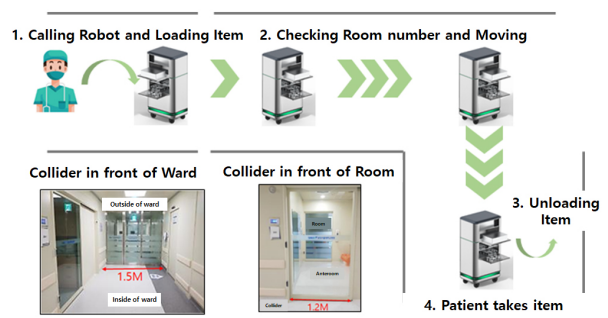 1. Calling Robot and Loading Item
2. Checking Room number and Moving
Collider in front of Ward
Collider in front of Room
Outside of ward
1.5M
Inside of ward
Room
Anteroom
Collider
1.2M
3. Unloading
Item
4. Patient takes item